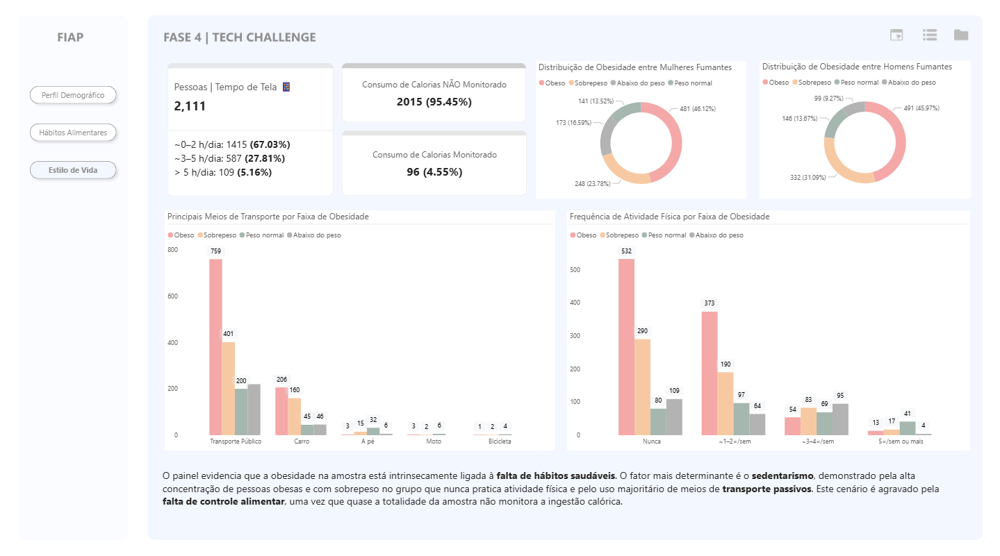 FIAP
Perfil Demográfico
Hábitos Alimentares
Estilo de Vida
FASE 4 | TECH CHALLENGE
Pessoas | Tempo de Tela
2,111
~0–2 h/dia: 1415 (67.03%)
~3–5 h/dia: 587 (27.81%)
> 5 h/dia: 109 (5.16%)
Consumo de Calorias NÃO Monitorado
2015 (95.45%)
Consumo de Calorias Monitorado
96 (4.55%)
Distribuição de Obesidade entre Mulheres Fumantes
Obeso Sobrepeso Abaixo do peso Peso normal
141 (13.52%)
481 (46.12%)
173 (16.59%)
248 (23.78%)
Distribuição de Obesidade entre Homens Fumantes
Obeso Sobrepeso Peso normal Abaixo do peso
99 (9.27%)
491 (45.97%)
146 (13.67%)
332 (31.09%)
Principais Meios de Transporte por Faixa de Obesidade
Obeso Sobrepeso Peso normal Abaixo do peso
800
600
400
200
0
759
401
200
206
160
45
46
3
15
32
6
3
2
6
1
2
4
Transporte Público
Carro
A pé
Moto
Bicicleta
Frequência de Atividade Física por Faixa de Obesidade
Obeso Sobrepeso Peso normal Abaixo do peso
500
400
300
200
100
0
532
290
80
109
373
190
97
64
54
83
69
95
13
17
41
4
Nunca
~1–2×/sem
~3–4×/sem
5×/sem ou mais
O painel evidencia que a obesidade na amostra está intrinsecamente ligada à falta de hábitos saudáveis. O fator mais determinante é o sedentarismo, demonstrado pela alta
concentração de pessoas obesas e com sobrepeso no grupo que nunca pratica atividade física e pelo uso majoritário de meios de transporte passivos. Este cenário é agravado pela
falta de controle alimentar, uma vez que quase a totalidade da amostra não monitora a ingestão calórica.